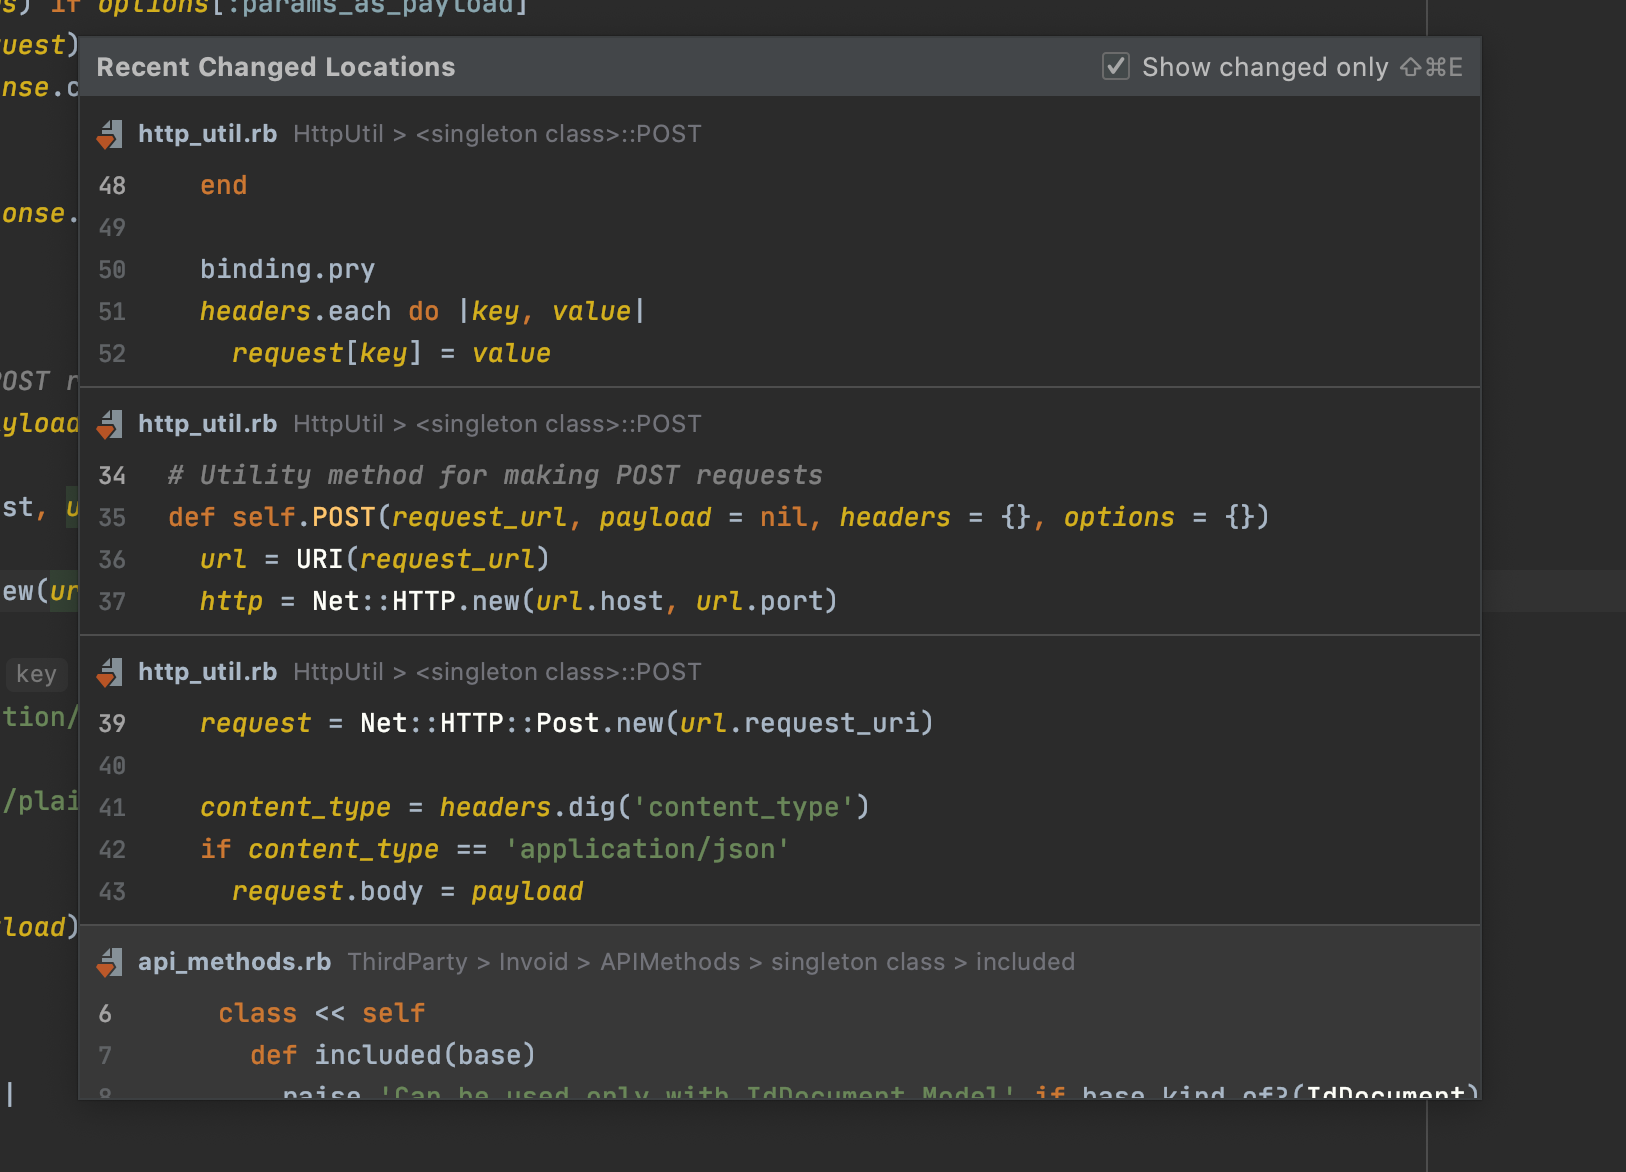 s) if options[:params_as_payload]
uest)
nse.c
onse.
POST r
yload
st, u
ew(ur
key
tion/
/plai
load)
|
Recent Changed Locations
Show changed only ⇧⌘E
http_util.rb HttpUtil > <singleton class>::POST
48 end
49
50 binding.pry
51 headers.each do |key, value|
52 request[key] = value
http_util.rb HttpUtil > <singleton class>::POST
34 # Utility method for making POST requests
35 def self.POST(request_url, payload = nil, headers = {}, options = {})
36 url = URI(request_url)
37 http = Net::HTTP.new(url.host, url.port)
http_util.rb HttpUtil > <singleton class>::POST
39 request = Net::HTTP::Post.new(url.request_uri)
40
41 content_type = headers.dig('content_type')
42 if content_type == 'application/json'
43 request.body = payload
api_methods.rb ThirdParty > Invoid > APIMethods > singleton class > included
6 class << self
7 def included(base)
8 raise 'Can be used only with IdDocument Model' if base.kind_of?(IdDocument)